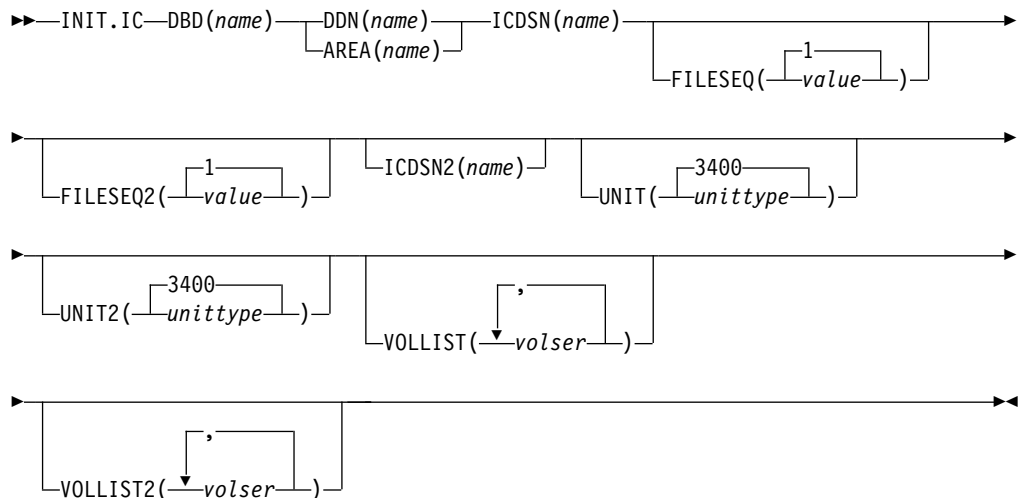 INIT.IC DBD(name) DDN(name) ICDSN(name)
AREA(name)
1
FILESEQ( value )
1
FILESEQ2( value )
ICDSN2(name)
3400
UNIT( unittype )
3400
UNIT2( unittype )
,
VOLLIST( volser )
,
VOLLIST2( volser )